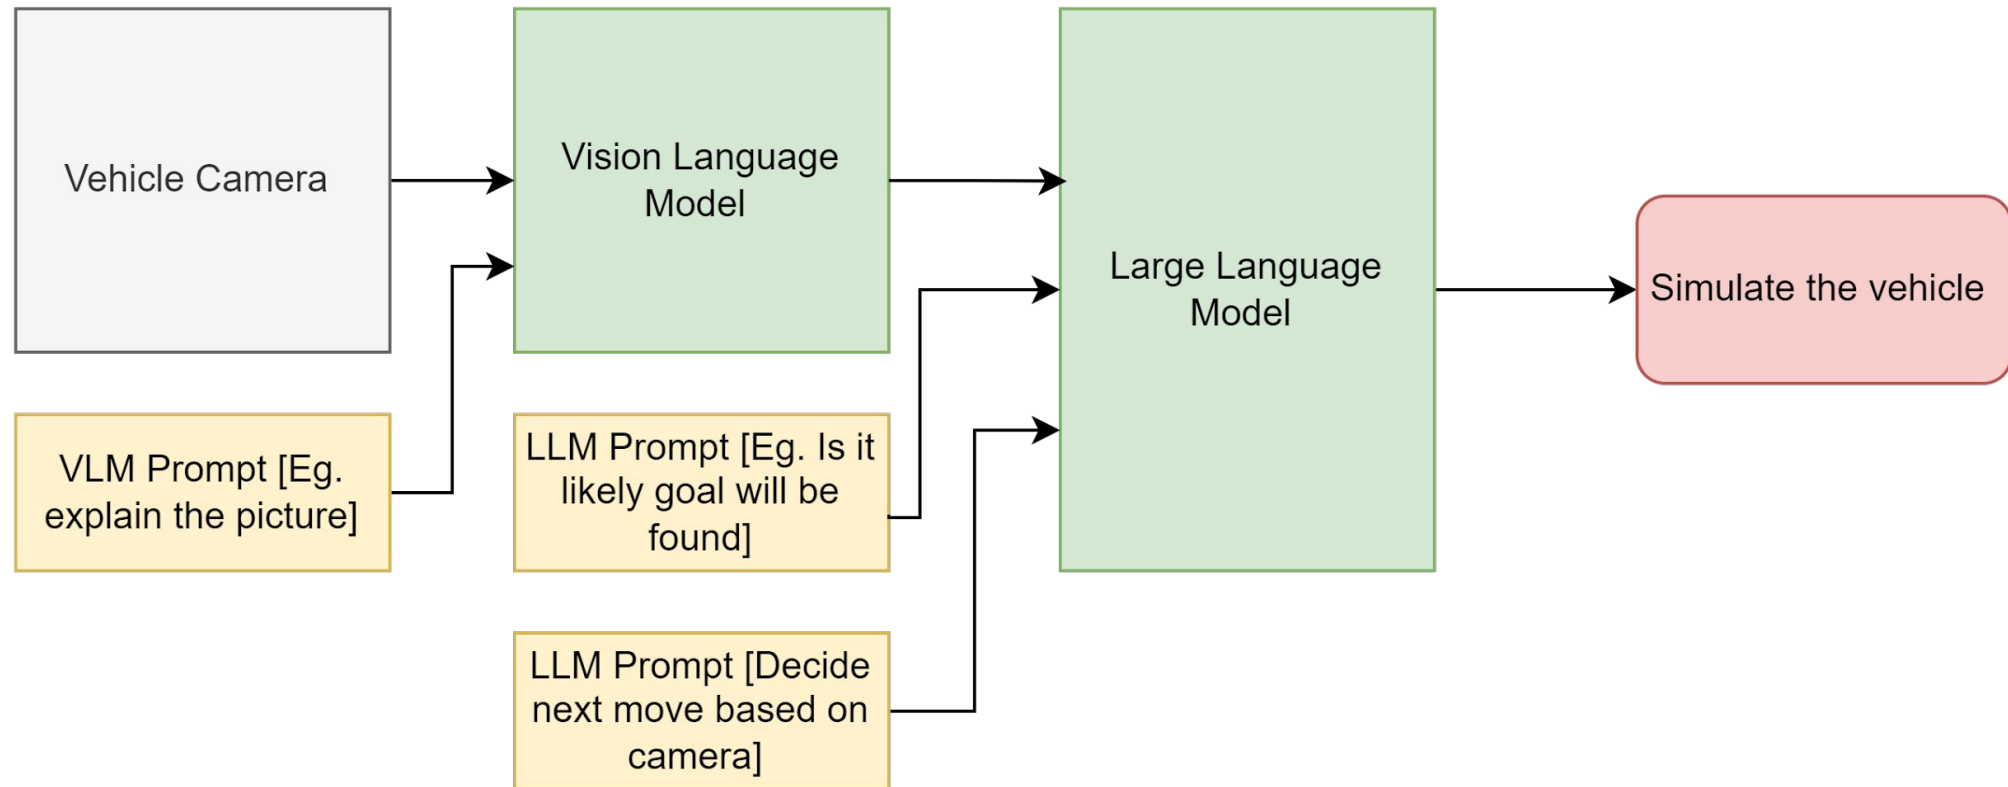 Vehicle Camera
Vision Language
Model
Large Language
Model
Simulate the vehicle
VLM Prompt [Eg.
explain the picture]
LLM Prompt [Eg. Is it
likely goal will be
found]
LLM Prompt [Decide
next move based on
camera]